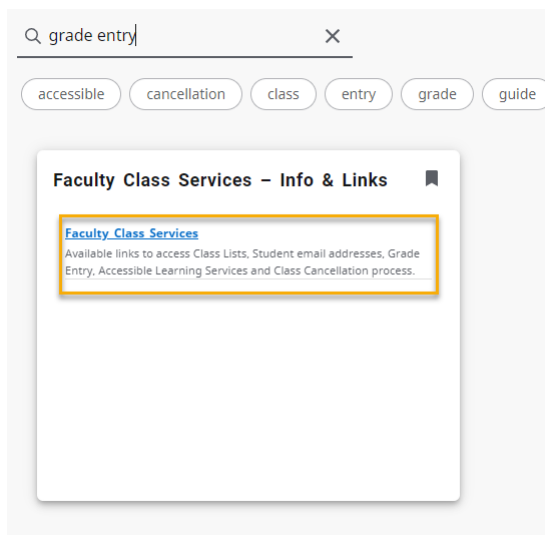 grade entry
accessible cancellation class entry grade guide
Faculty Class Services – Info & Links
Faculty Class Services
Available links to access Class Lists, Student email addresses, Grade
Entry, Accessible Learning Services and Class Cancellation process.